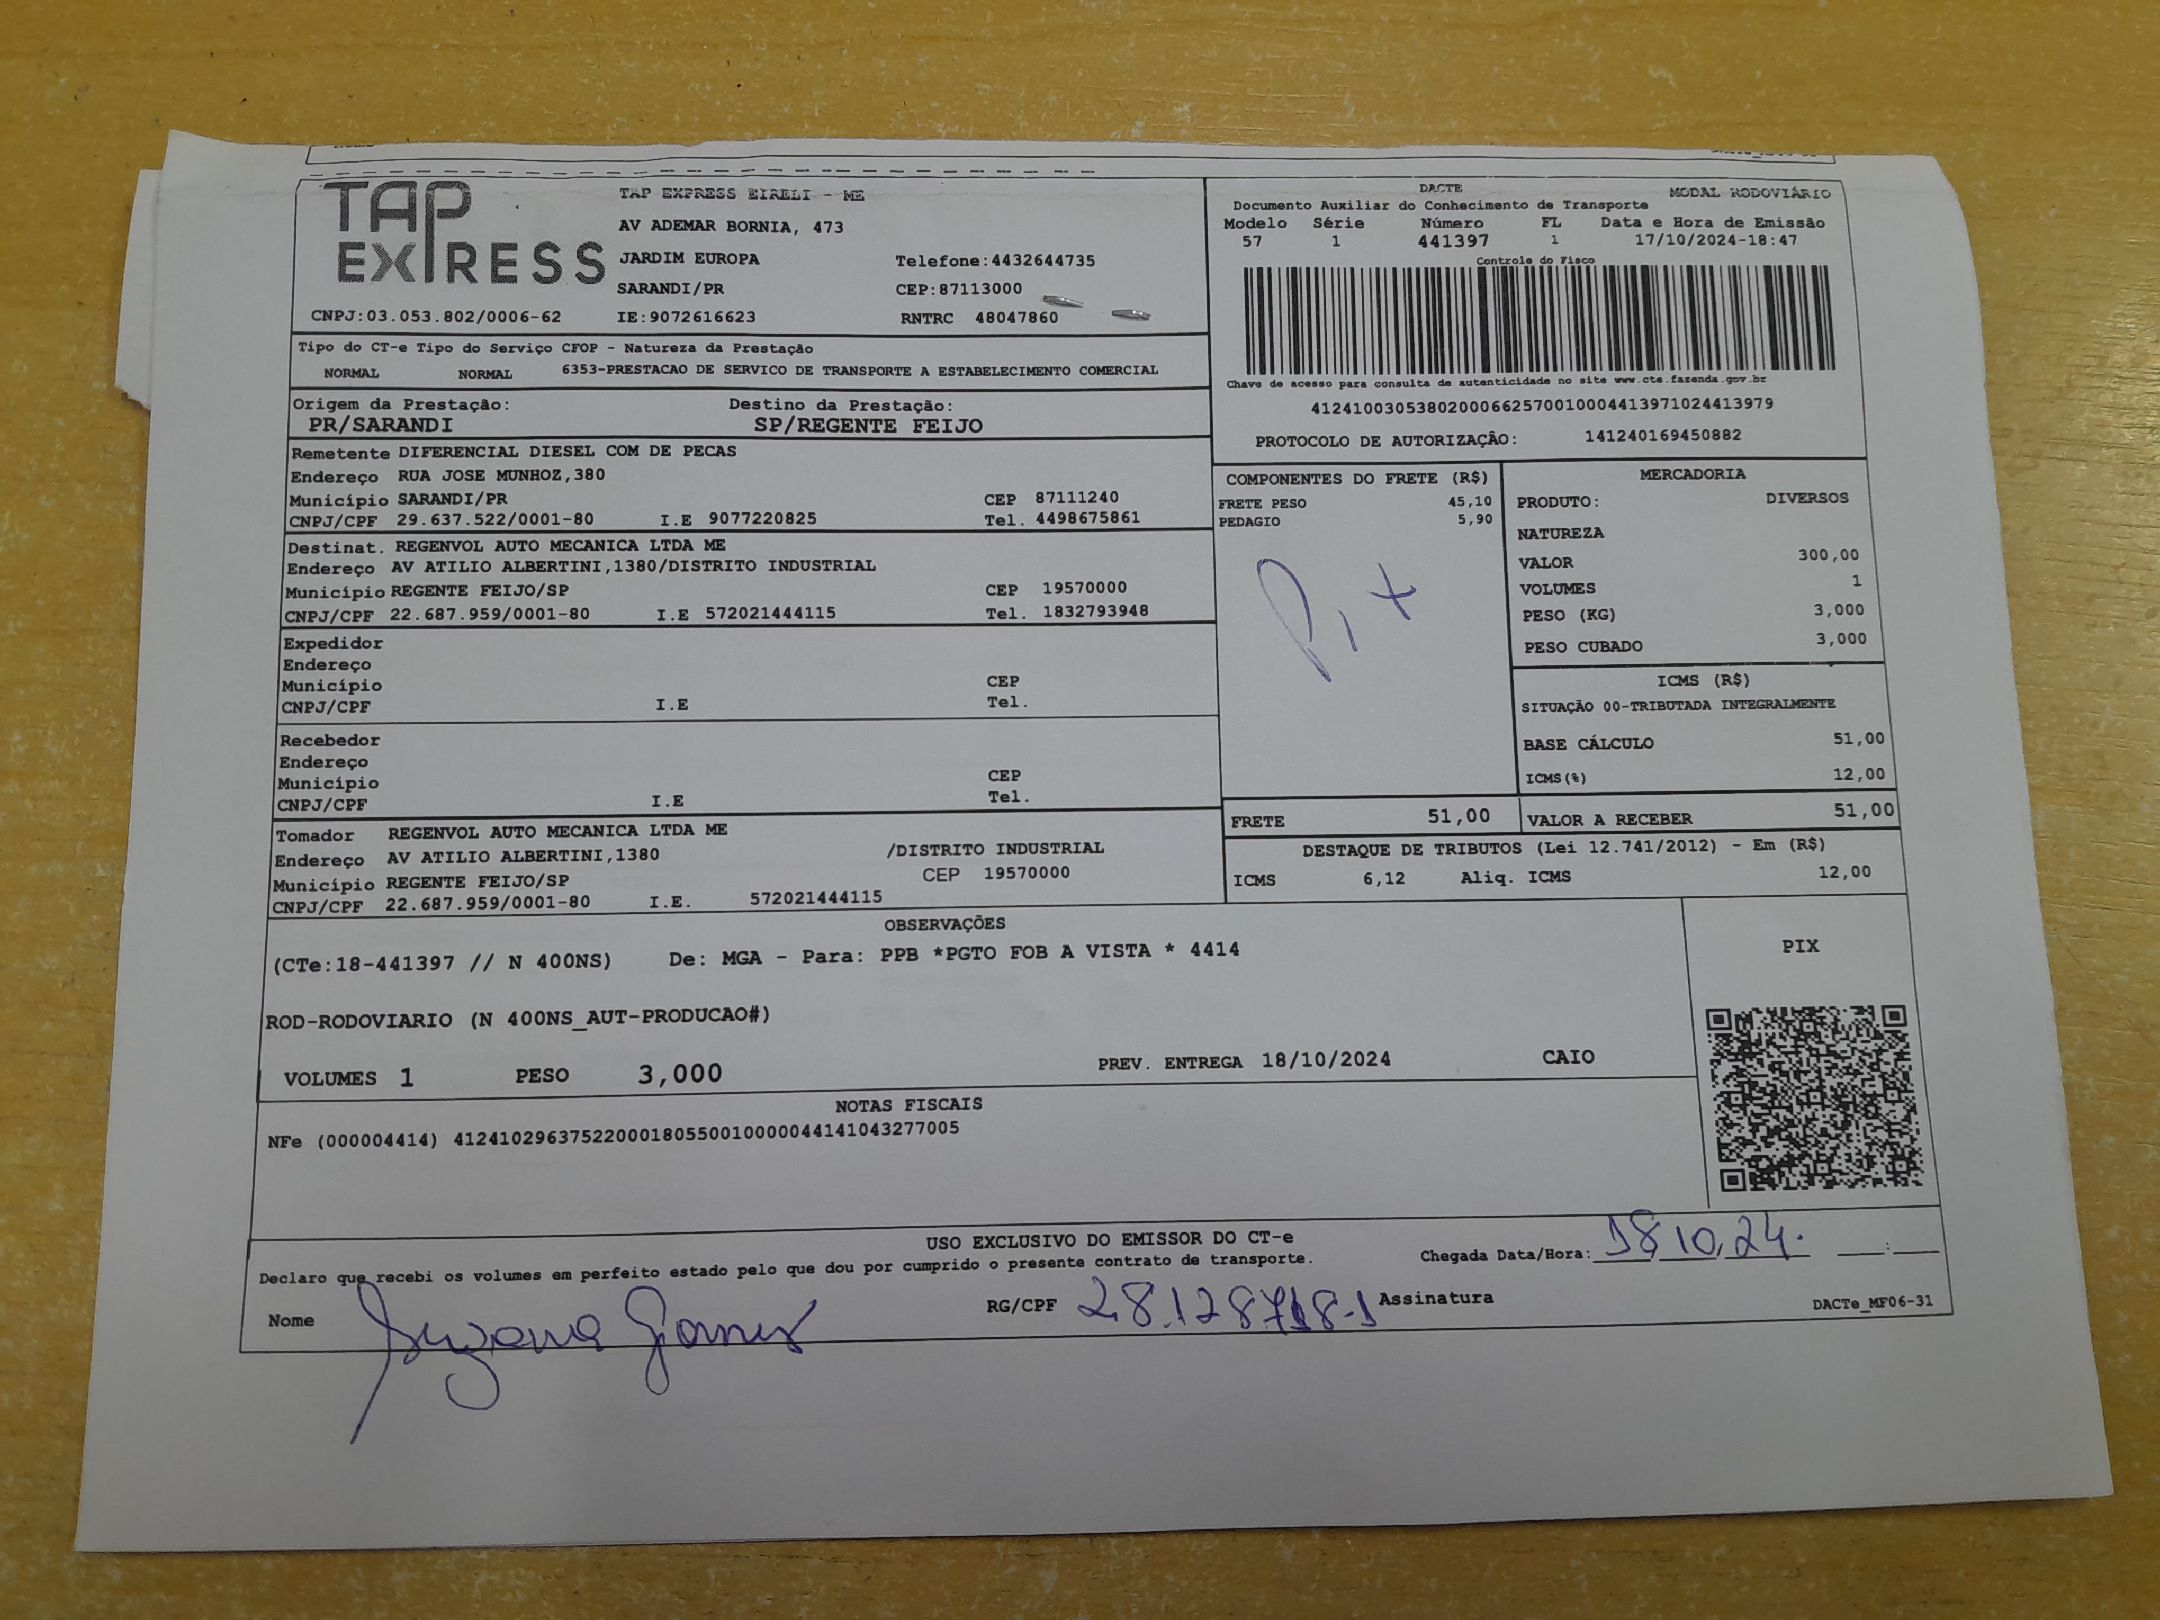 TAP EXPRESS
TAP EXPRESS EIRELI - ME
AV ADEMAR BORNIA, 473
JARDIM EUROPA Telefone:4432644735
SARANDI/PR CEP:87113000
CNPJ:03.053.802/0006-62 IE:9072616623 RNTRC 48047860
DACTE MODAL RODOVIÁRIO
Documento Auxiliar do Conhecimento de Transporte
Modelo Série Número FL Data e Hora de Emissão
57 1 441397 1 17/10/2024-18:47
Controle do Fisco
Chave de acesso para consulta de autenticidade no site www.cte.fazenda.gov.br
41241003053802000662570010004413971024413979
PROTOCOLO DE AUTORIZAÇÃO: 141240169450882
Tipo do CT-e Tipo do Serviço CFOP - Natureza da Prestação
NORMAL NORMAL 6353-PRESTACAO DE SERVICO DE TRANSPORTE A ESTABELECIMENTO COMERCIAL
Origem da Prestação: Destino da Prestação:
PR/SARANDI SP/REGENTE FEIJO
Remetente DIFERENCIAL DIESEL COM DE PECAS
Endereço RUA JOSE MUNHOZ,380
Município SARANDI/PR CEP 87111240
CNPJ/CPF 29.637.522/0001-80 I.E 9077220825 Tel. 4498675861
Destinat. REGENVOL AUTO MECANICA LTDA ME
Endereço AV ATILIO ALBERTINI,1380/DISTRITO INDUSTRIAL
Município REGENTE FEIJO/SP CEP 19570000
CNPJ/CPF 22.687.959/0001-80 I.E 572021444115 Tel. 1832793948
Expedidor
Endereço
Município CEP
CNPJ/CPF I.E Tel.
Recebedor
Endereço
Município CEP
CNPJ/CPF I.E Tel.
Tomador REGENVOL AUTO MECANICA LTDA ME
Endereço AV ATILIO ALBERTINI,1380 /DISTRITO INDUSTRIAL
Município REGENTE FEIJO/SP CEP 19570000
CNPJ/CPF 22.687.959/0001-80 I.E. 572021444115
COMPONENTES DO FRETE (R$)
FRETE PESO 45,10
PEDAGIO 5,90
Pix
MERCADORIA
PRODUTO: DIVERSOS
NATUREZA
VALOR 300,00
VOLUMES 1
PESO (KG) 3,000
PESO CUBADO 3,000
ICMS (R$)
SITUAÇÃO 00-TRIBUTADA INTEGRALMENTE
BASE CÁLCULO 51,00
ICMS(%) 12,00
FRETE 51,00 VALOR A RECEBER 51,00
DESTAQUE DE TRIBUTOS (Lei 12.741/2012) - Em (R$)
ICMS 6,12 Aliq. ICMS 12,00
OBSERVAÇÕES
(CTe:18-441397 // N 400NS) De: MGA - Para: PPB *PGTO FOB A VISTA * 4414
ROD-RODOVIARIO (N 400NS_AUT-PRODUCAO#)
VOLUMES 1 PESO 3,000 PREV. ENTREGA 18/10/2024 CAIO
PIX
NOTAS FISCAIS
NFe (000004414) 41241029637522000180550010000044141043277005
USO EXCLUSIVO DO EMISSOR DO CT-e
Declaro que recebi os volumes em perfeito estado pelo que dou por cumprido o presente contrato de transporte.
Chegada Data/Hora: 18 10, 24. __:__
Nome Suzana Gomes RG/CPF 28.128.718-1 Assinatura
DACTe_MF06-31